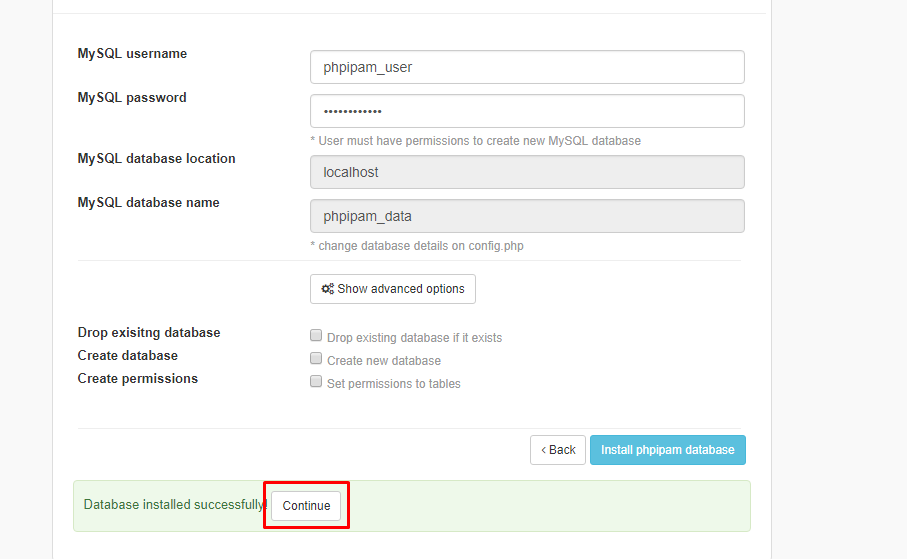 MySQL username
phpipam_user
MySQL password
••••••••••••
* User must have permissions to create new MySQL database
MySQL database location
localhost
MySQL database name
phpipam_data
* change database details on config.php
Show advanced options
Drop exisitng database
Drop existing database if it exists
Create database
Create new database
Create permissions
Set permissions to tables
< Back
Install phpipam database
Database installed successfully!
Continue